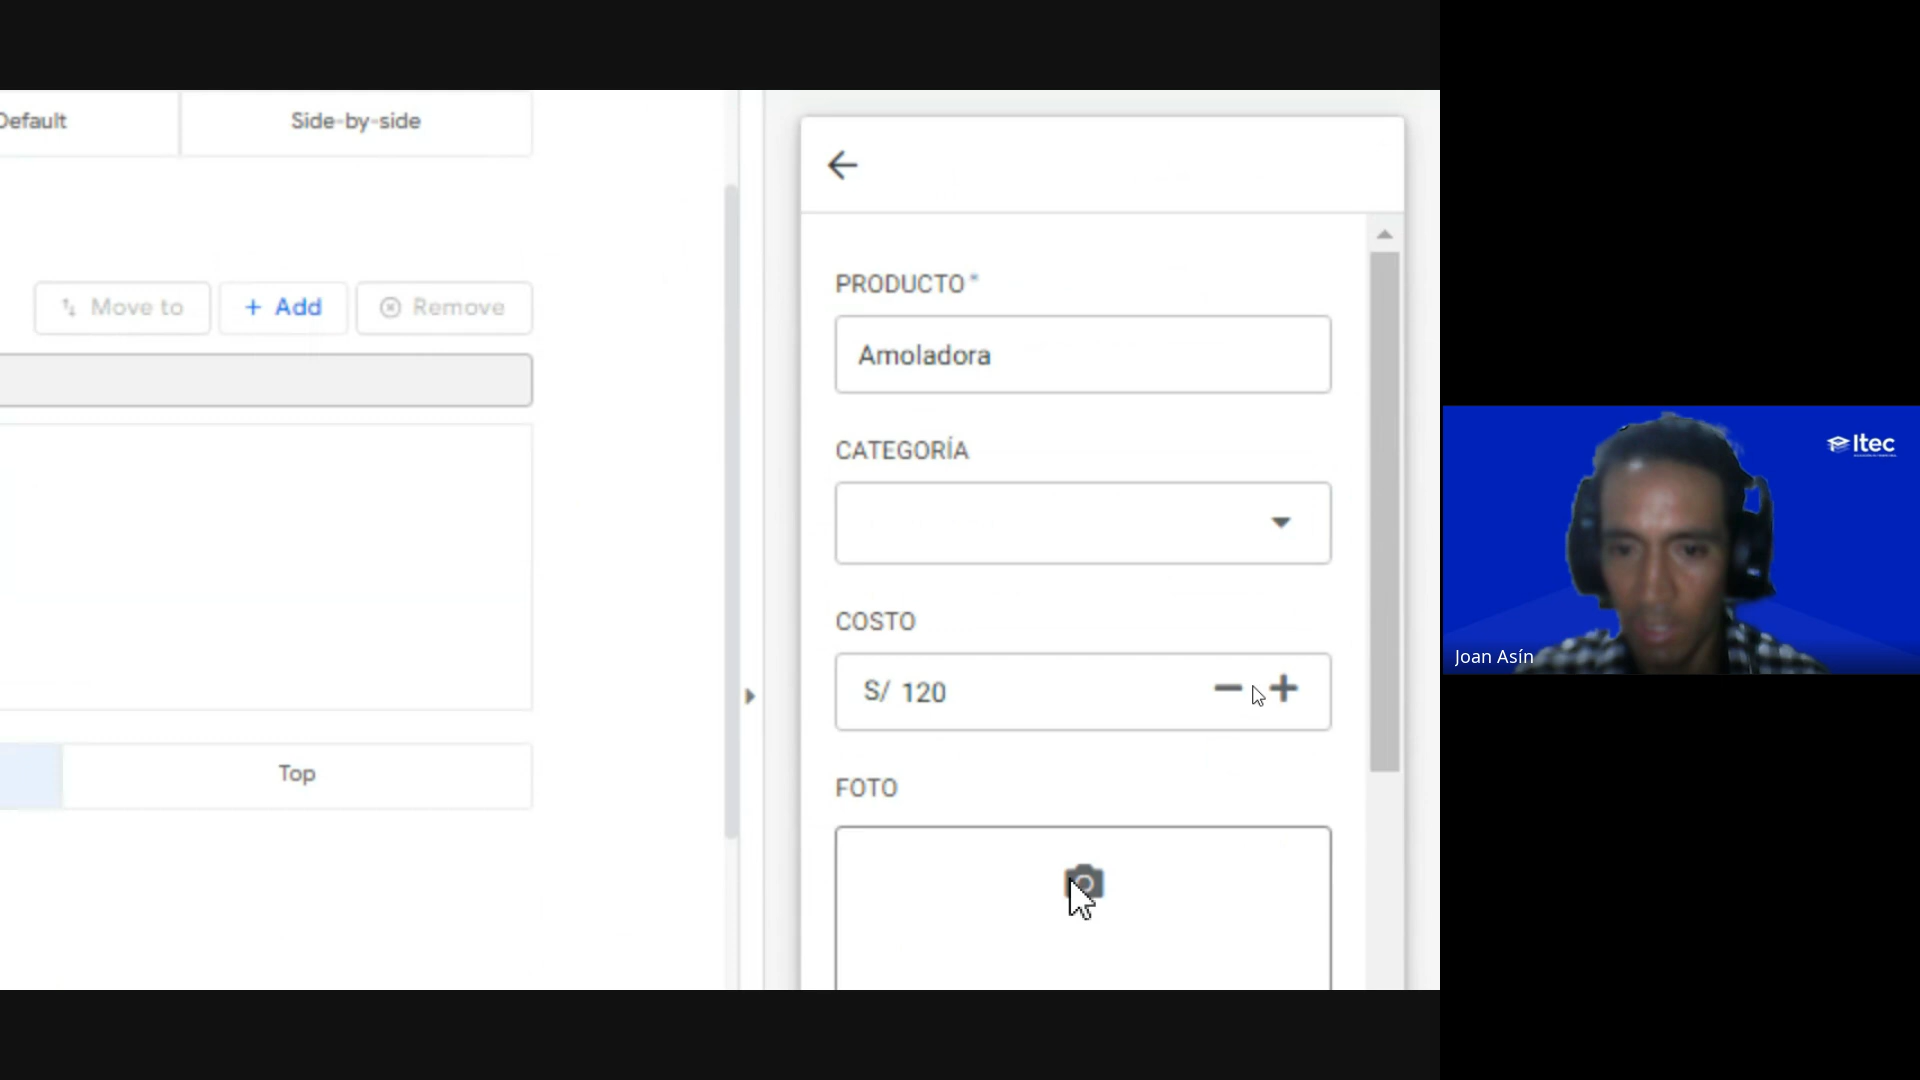 Default
Side-by-side
Move to
+ Add
Remove
Top
PRODUCTO*
Amoladora
CATEGORÍA
COSTO
S/ 120
FOTO
Itec
Joan Asín